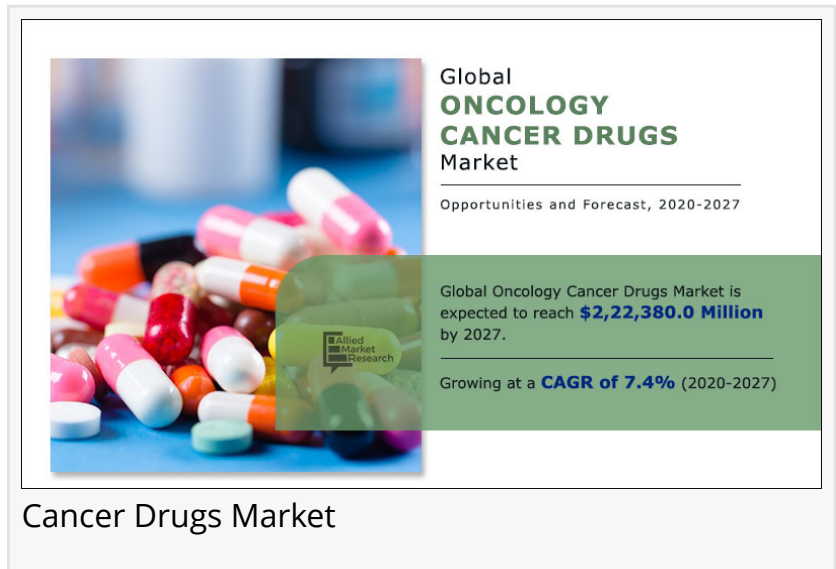 Global
ONCOLOGY
CANCER DRUGS
Market
Opportunities and Forecast, 2020-2027
Global Oncology Cancer Drugs Market is
expected to reach $2,22,380.0 Million
by 2027.
Growing at a CAGR of 7.4% (2020-2027)
Allied
Market
Research
Cancer Drugs Market